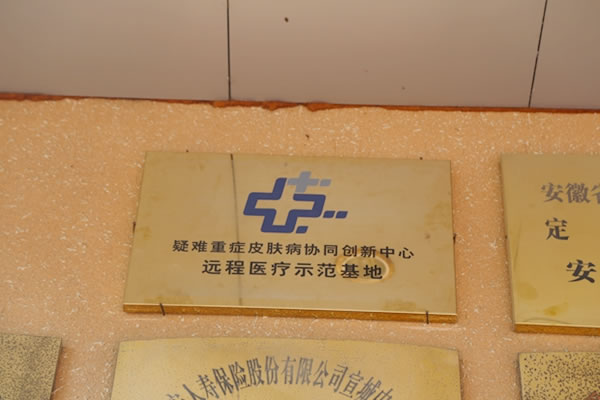 疑难重症皮肤病协同创新中心
远程医疗示范基地
安徽省
定
安
人寿保险股份有限公司宣城中